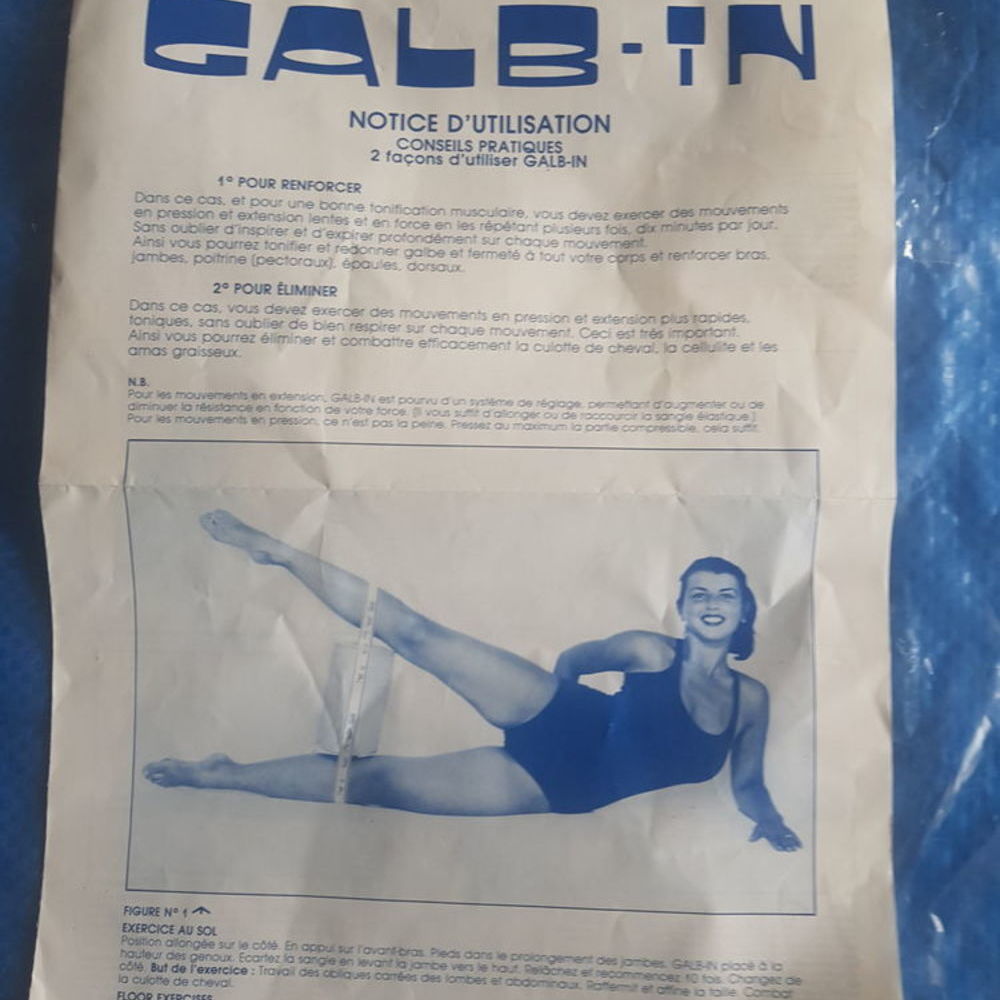 GALB-IN
NOTICE D'UTILISATION
CONSEILS PRATIQUES
2 façons d'utiliser GALB-IN
1° POUR RENFORCER
Dans ce cas, et pour une bonne tonification musculaire, vous devez exercer des mouvements
en pression et extension lentes et en force en les répétant plusieurs fois, dix minutes par jour.
Sans oublier d'inspirer et d'expirer profondément sur chaque mouvement.
Ainsi vous pourrez tonifier et redonner galbe et fermeté à tout votre corps et renforcer bras,
jambes, poitrine (pectoraux), épaules, dorsaux.
2° POUR ÉLIMINER
Dans ce cas, vous devez exercer des mouvements en pression et extension plus rapides,
toniques, sans oublier de bien respirer sur chaque mouvement. Ceci est très important.
Ainsi vous pourrez éliminer et combattre efficacement la culotte de cheval, la cellulite et les
amas graisseux.
N.B.
Pour les mouvements en extension, GALB-IN est pourvu d'un système de réglage, permettant d'augmenter ou de
diminuer la résistance en fonction de votre force. (Il vous suffit d'allonger ou de raccourcir la sangle élastique.)
Pour les mouvements en pression, ce n'est pas la peine. Pressez au maximum la partie compressible, cela suffit.
FIGURE N° 1
EXERCICE AU SOL
Position allongée sur le côté. En appui sur l'avant-bras. Pieds dans le prolongement des jambes. GALB-IN placé à la
hauteur des genoux. Ecartez la sangle en levant la jambe vers le haut. Relâchez et recommencez 10 fois. Changez de
côté. But de l'exercice : Travail des obliques carrées des lombes et abdominaux. Raffermit et affine la taille. Combat
la culotte de cheval.
FLOOR EXERCISES